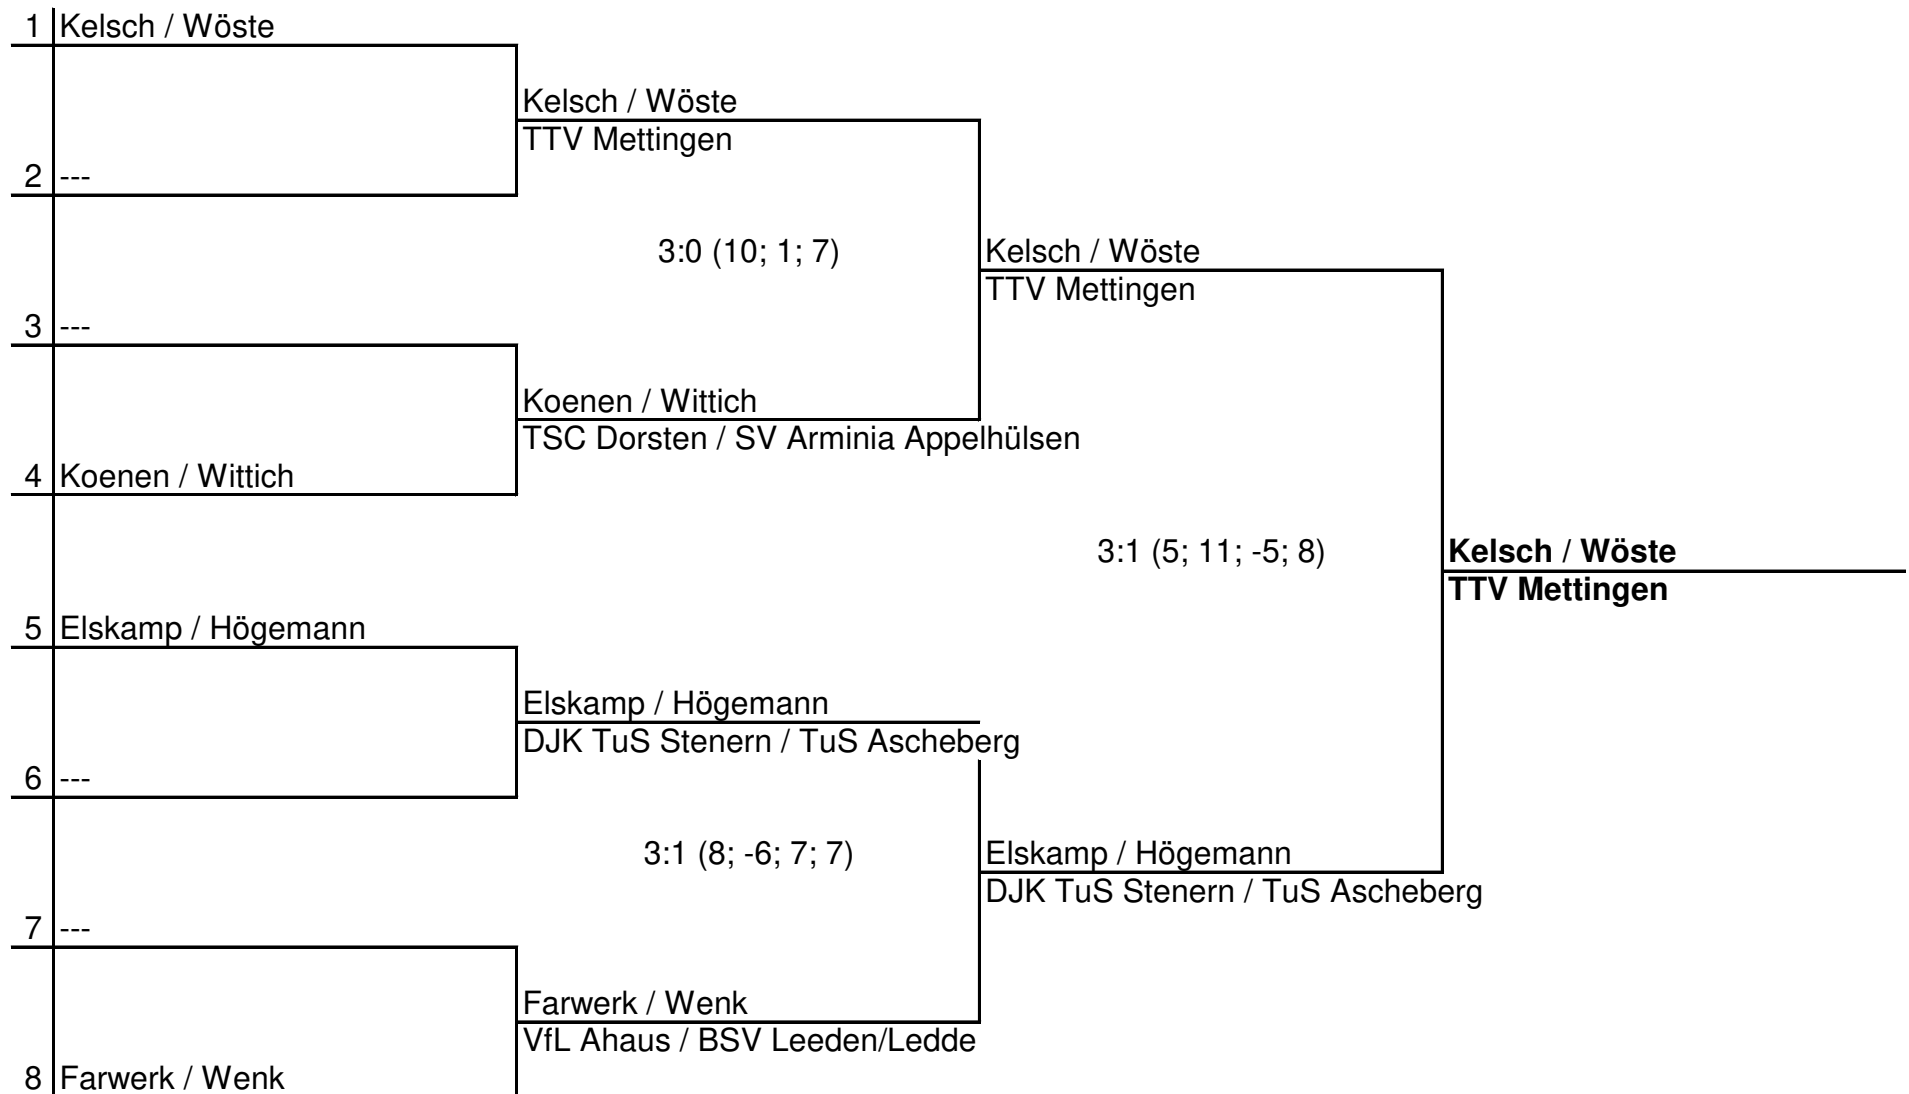 1 Kelsch / Wöste
Kelsch / Wöste
TTV Mettingen
2 ---
3:0 (10; 1; 7)
Kelsch / Wöste
TTV Mettingen
3 ---
Koenen / Wittich
TSC Dorsten / SV Arminia Appelhülsen
4 Koenen / Wittich
3:1 (5; 11; -5; 8)
Kelsch / Wöste
TTV Mettingen
5 Elskamp / Högemann
Elskamp / Högemann
DJK TuS Stenern / TuS Ascheberg
6 ---
3:1 (8; -6; 7; 7)
Elskamp / Högemann
DJK TuS Stenern / TuS Ascheberg
7 ---
Farwerk / Wenk
VfL Ahaus / BSV Leeden/Ledde
8 Farwerk / Wenk